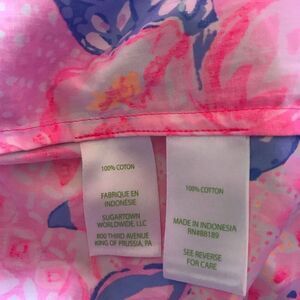 100% COTON
FABRIQUE EN
INDONÉSIE
SUGARTOWN
WORLDWIDE, LLC
800 THIRD AVENUE
KING OF PRUSSIA, PA
100% COTTON
MADE IN INDONESIA
RN#88189
SEE REVERSE
FOR CARE